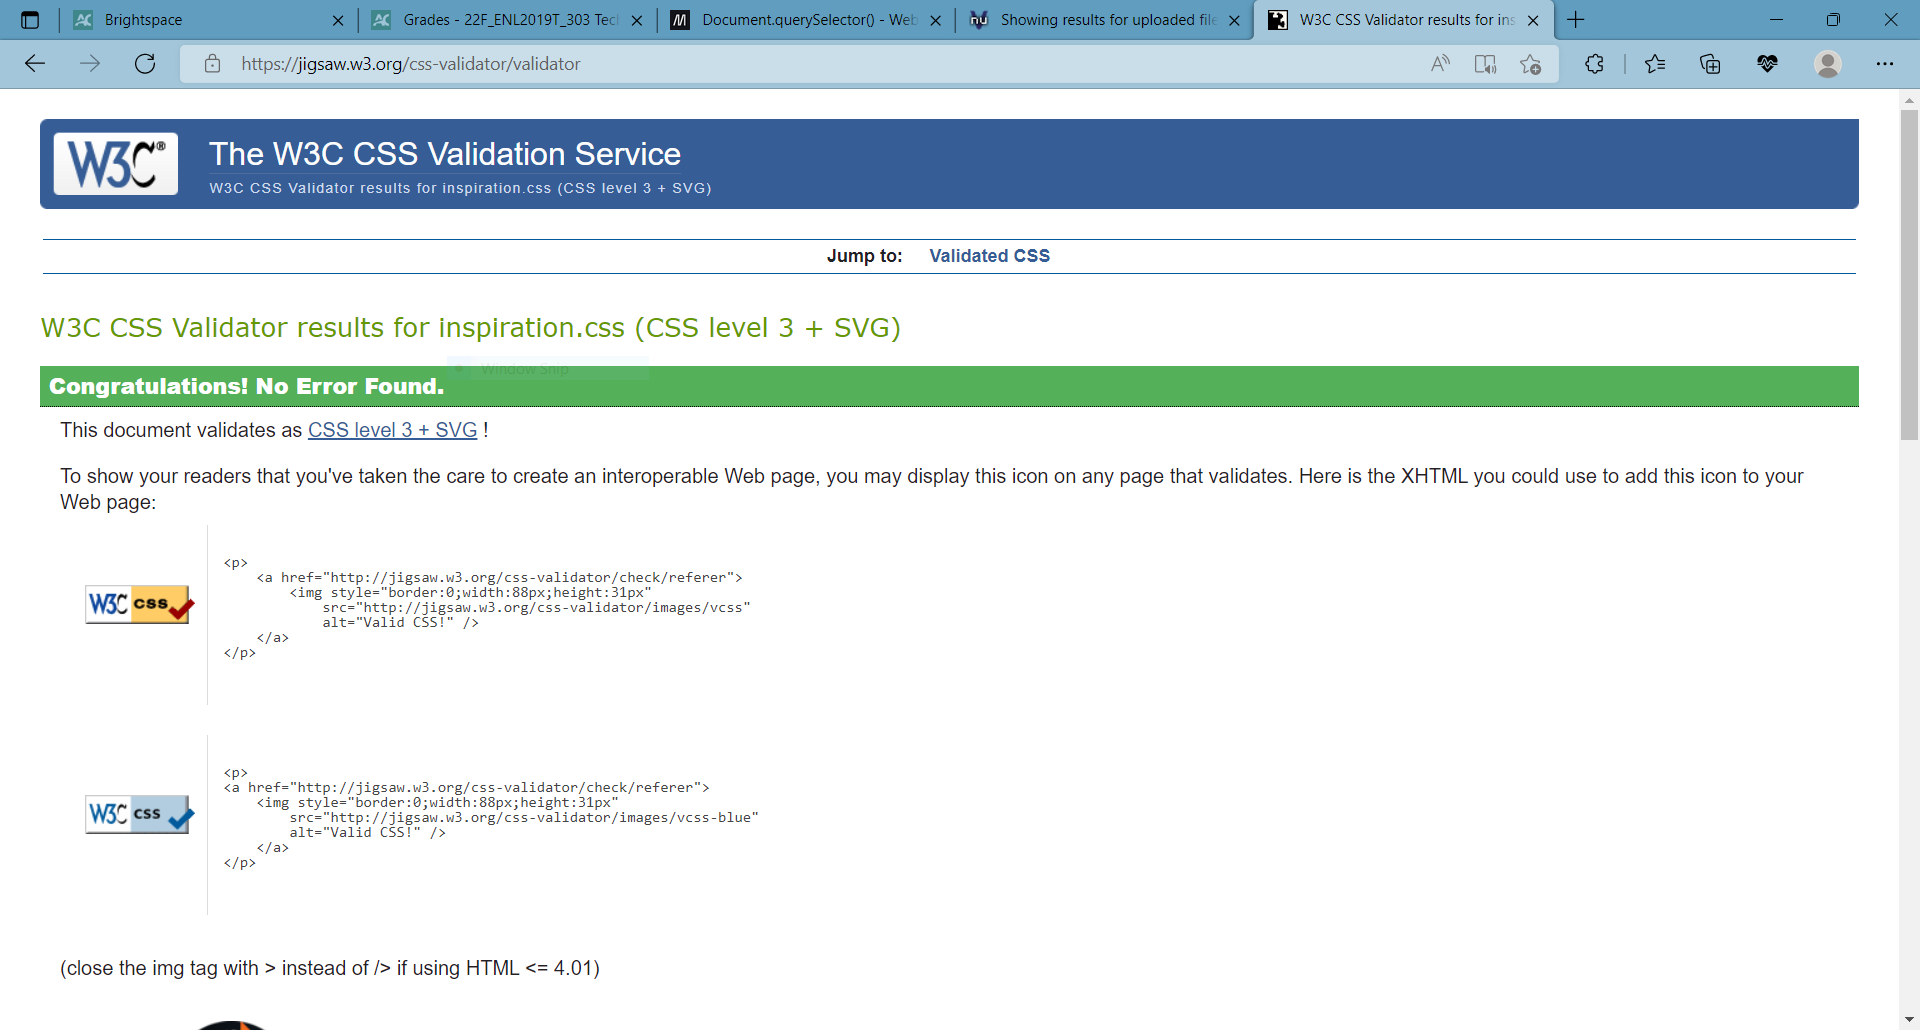 Brightspace
Grades - 22F_ENL2019T_303 Tec
Document.querySelector() - Web
Showing results for uploaded file
W3C CSS Validator results for ins
https://jigsaw.w3.org/css-validator/validator
W3C®
The W3C CSS Validation Service
W3C CSS Validator results for inspiration.css (CSS level 3 + SVG)
Jump to: Validated CSS
W3C CSS Validator results for inspiration.css (CSS level 3 + SVG)
Window Snip
Congratulations! No Error Found.
This document validates as CSS level 3 + SVG !
To show your readers that you've taken the care to create an interoperable Web page, you may display this icon on any page that validates. Here is the XHTML you could use to add this icon to your
Web page:
W3C css
<p>
<a href="http://jigsaw.w3.org/css-validator/check/referer">
<img style="border:0;width:88px;height:31px"
src="http://jigsaw.w3.org/css-validator/images/vcss"
alt="Valid CSS!" />
</a>
</p>
W3C css
<p>
<a href="http://jigsaw.w3.org/css-validator/check/referer">
<img style="border:0;width:88px;height:31px"
src="http://jigsaw.w3.org/css-validator/images/vcss-blue"
alt="Valid CSS!" />
</a>
</p>
(close the img tag with > instead of /> if using HTML <= 4.01)